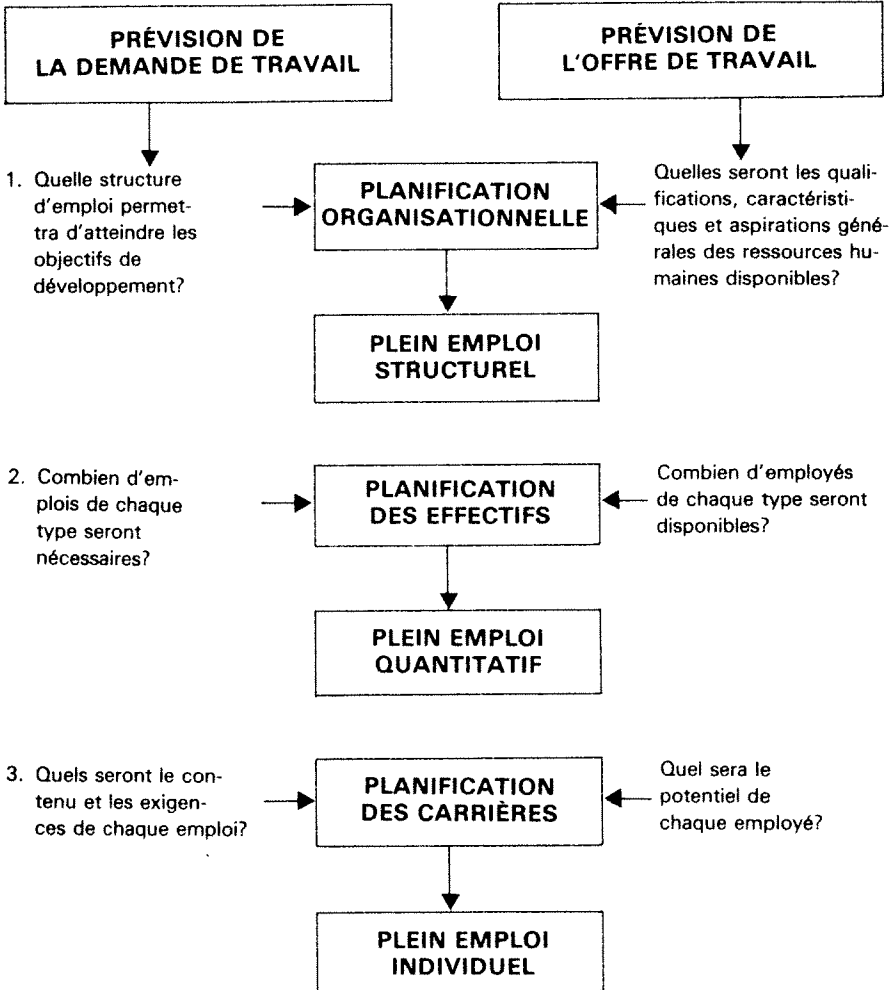 PRÉVISION DE
LA DEMANDE DE TRAVAIL
PRÉVISION DE
L'OFFRE DE TRAVAIL
1. Quelle structure
d'emploi permet-
tra d'atteindre les
objectifs de
développement?
PLANIFICATION
ORGANISATIONNELLE
Quelles seront les quali-
fications, caractéristi-
ques et aspirations géné-
rales des ressources hu-
maines disponibles?
PLEIN EMPLOI
STRUCTUREL
2. Combien d'em-
plois de chaque
type seront
nécessaires?
PLANIFICATION
DES EFFECTIFS
Combien d'employés
de chaque type seront
disponibles?
PLEIN EMPLOI
QUANTITATIF
3. Quels seront le con-
tenu et les exigen-
ces de chaque emploi?
PLANIFICATION
DES CARRIÈRES
Quel sera le
potentiel de
chaque employé?
PLEIN EMPLOI
INDIVIDUEL